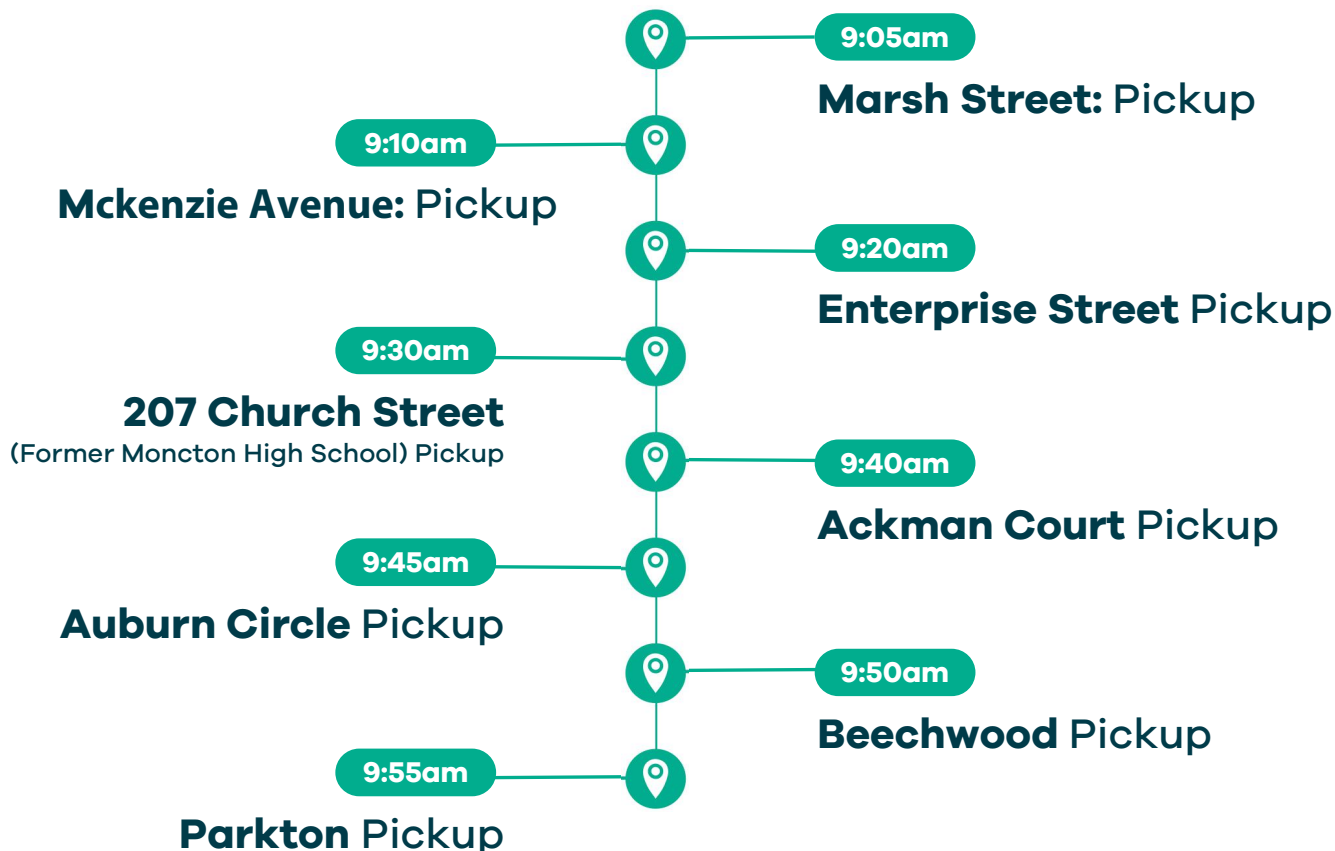 9:05am
Marsh Street: Pickup
9:10am
Mckenzie Avenue: Pickup
9:20am
Enterprise Street Pickup
9:30am
207 Church Street
(Former Moncton High School) Pickup
9:40am
Ackman Court Pickup
9:45am
Auburn Circle Pickup
9:50am
Beechwood Pickup
9:55am
Parkton Pickup